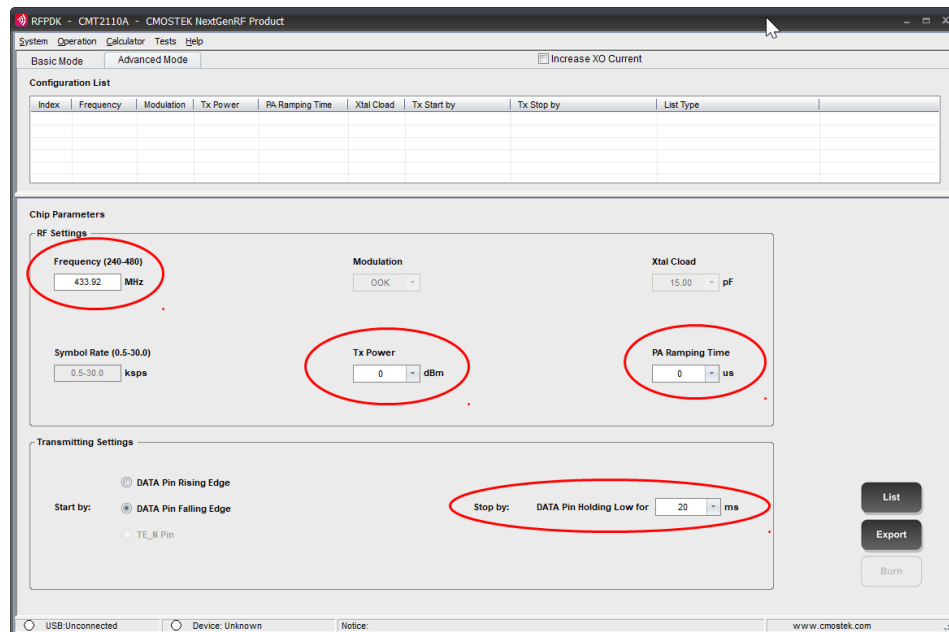 RFPDK - CMT2110A - CMOSTEK NextGenRF Product
System Operation Calculator Tests Help
Basic Mode Advanced Mode Increase XO Current
Configuration List
Index Frequency Modulation Tx Power PA Ramping Time Xtal Cload Tx Start by Tx Stop by List Type
Chip Parameters
RF Settings
Frequency (240-480) Modulation Xtal Cload
433.92 MHz OOK 15.00 pF
Symbol Rate (0.5-30.0) Tx Power PA Ramping Time
0.5-30.0 ksps 0 dBm 0 us
Transmitting Settings
DATA Pin Rising Edge
Start by: DATA Pin Falling Edge Stop by: DATA Pin Holding Low for 20 ms
TE_N Pin
List
Export
Burn
USB:Unconnected Device: Unknown Notice: www.cmostek.com